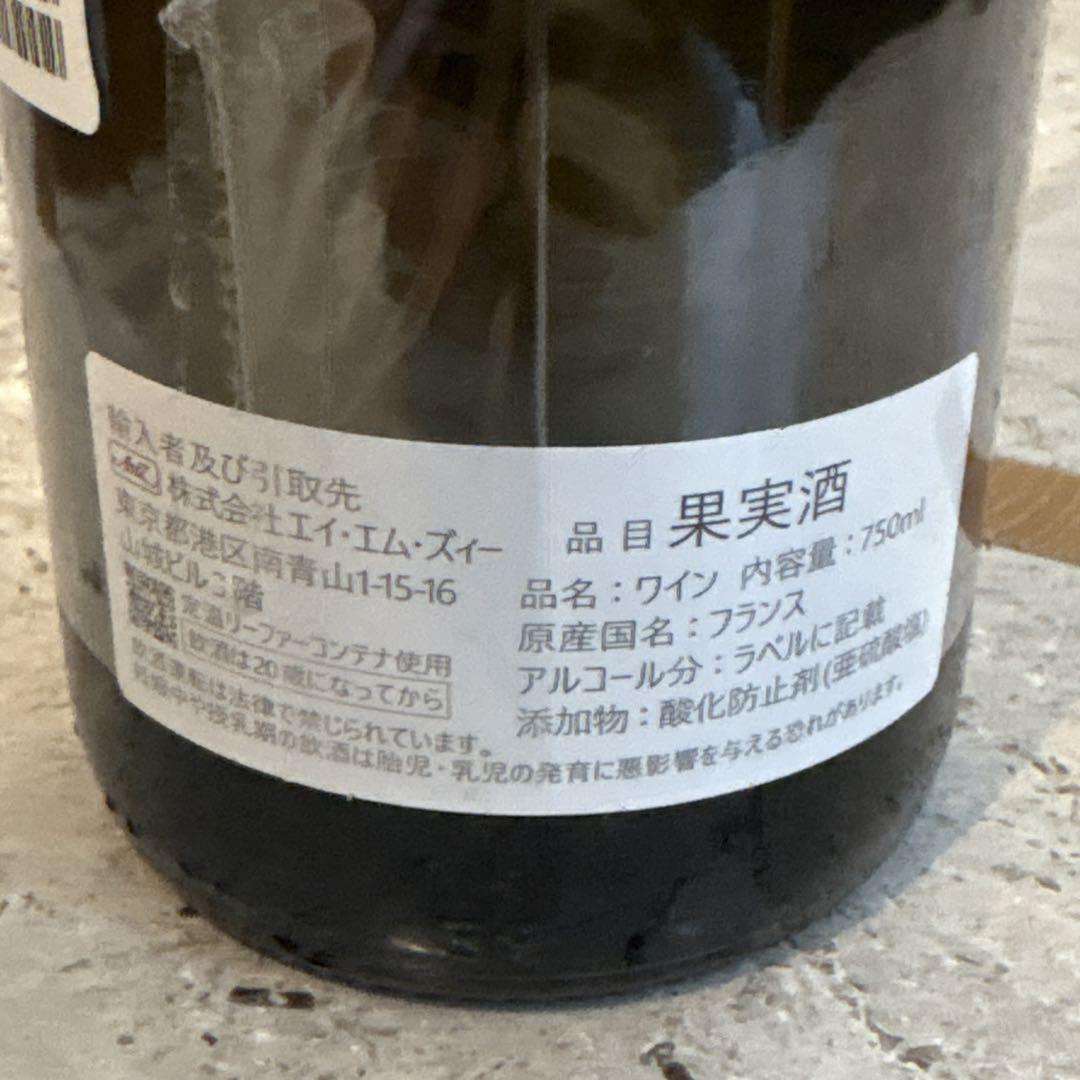 輸入者及び引取先
株式会社エイ・エム・ズィー
東京都港区南青山1-15-16
山城ビル3階
定温リーファーコンテナ使用
飲酒は20歳になってから
飲酒運転は法律で禁じられています。
妊娠中や授乳期の飲酒は胎児・乳児の発育に悪影響を与える恐れがあります。
品目 果実酒
品名：ワイン 内容量：750ml
原産国名：フランス
アルコール分：ラベルに記載
添加物：酸化防止剤(亜硫酸塩)